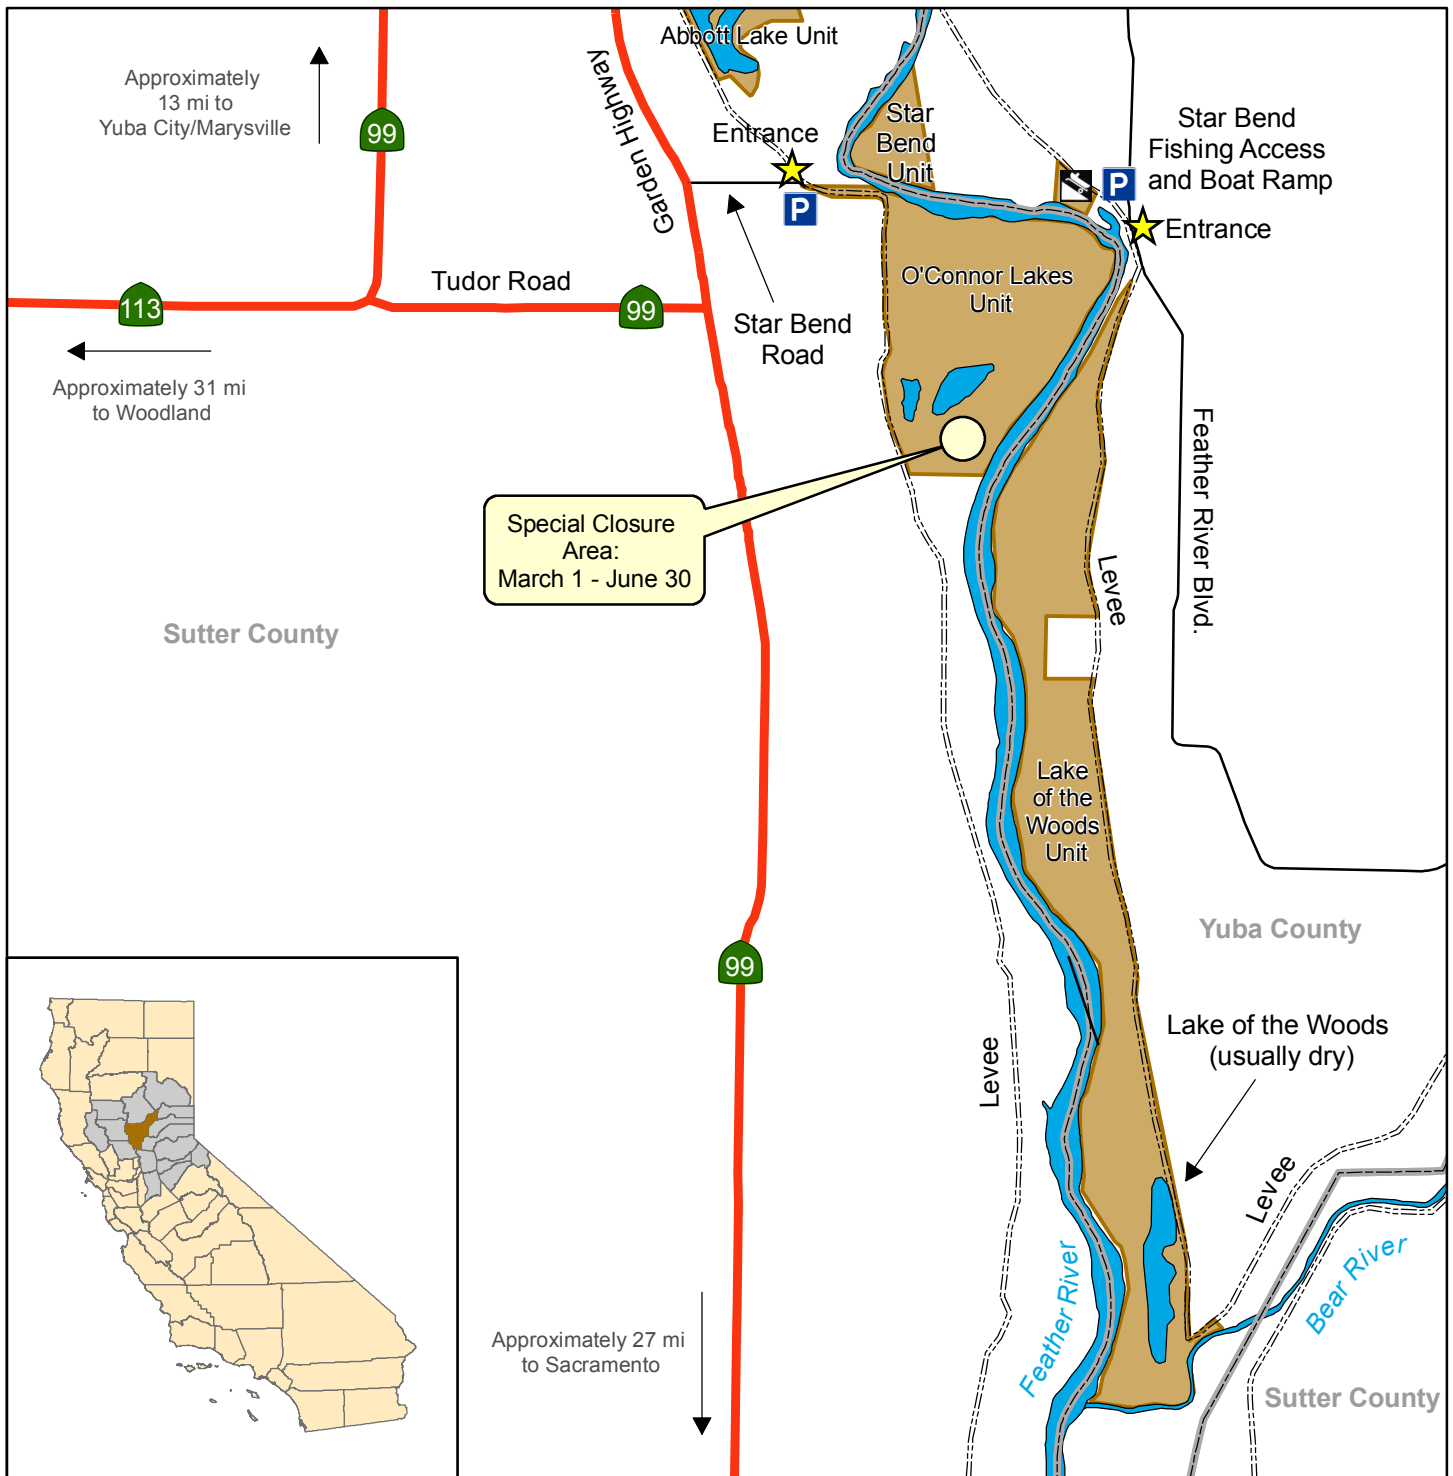 Abbott Lake Unit
Approximately
13 mi to
Yuba City/Marysville
99
Garden Highway
Entrance
P
Star
Bend
Unit
Star Bend
Fishing Access
and Boat Ramp
P
Entrance
O'Connor Lakes
Unit
Tudor Road
113
99
Star Bend
Road
Approximately 31 mi
to Woodland
Feather River Blvd.
Special Closure
Area:
March 1 - June 30
Levee
Sutter County
Lake
of the
Woods
Unit
Yuba County
99
Lake of the Woods
(usually dry)
Levee
Levee
Feather River
Bear River
Approximately 27 mi
to Sacramento
Sutter County